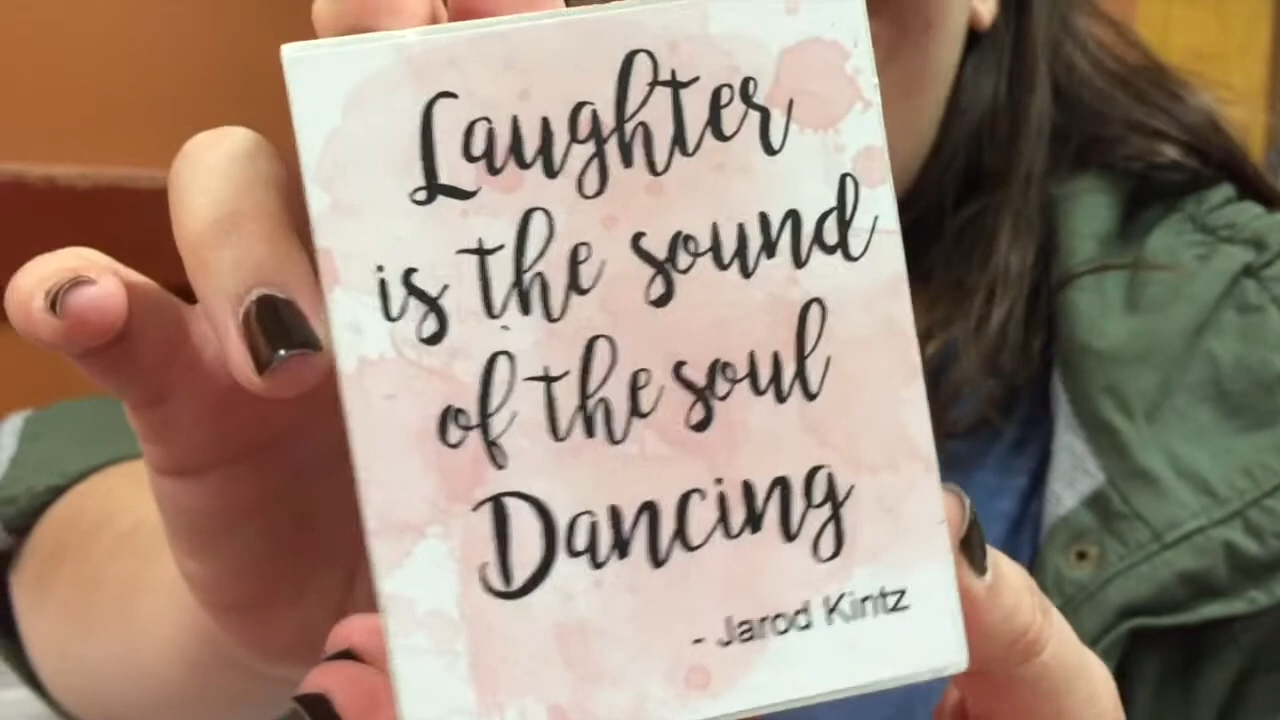 Laughter
is the sound
of the soul
Dancing
- Jarod Kintz